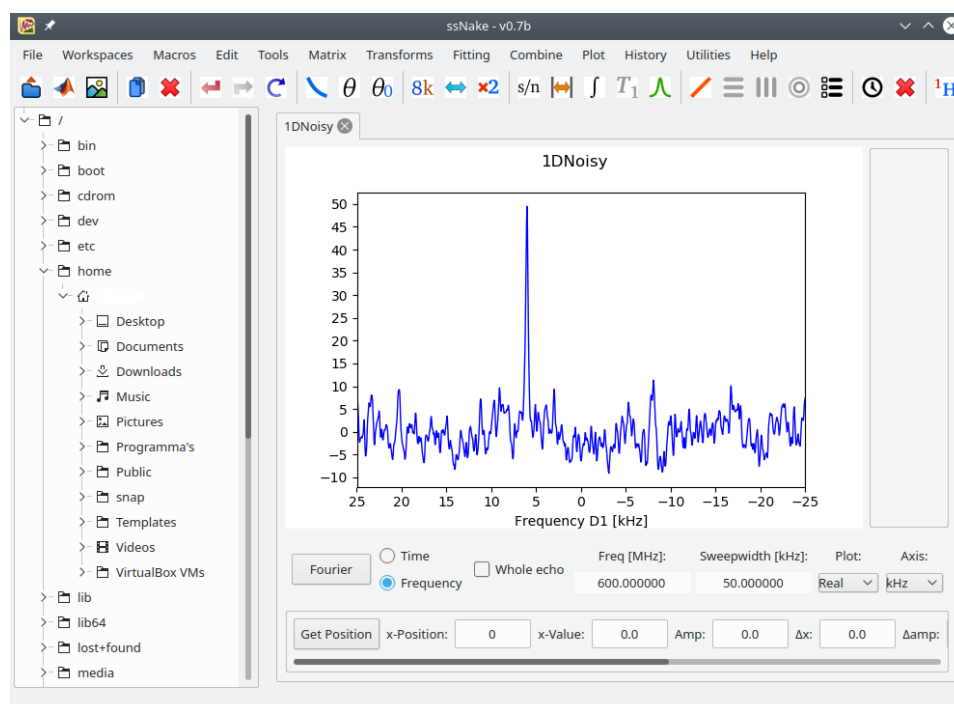 ssNake - v0.7b
File Workspaces Macros Edit Tools Matrix Transforms Fitting Combine Plot History Utilities Help
θ θ0 8k ×2 s/n ∫ T1 1H
/
bin
boot
cdrom
dev
etc
home
Desktop
Documents
Downloads
Music
Pictures
Programma's
Public
snap
Templates
Videos
VirtualBox VMs
lib
lib64
lost+found
media
1DNoisy
1DNoisy
50
45
40
35
30
25
20
15
10
5
0
−5
−10
25 20 15 10 5 0 −5 −10 −15 −20 −25
Frequency D1 [kHz]
Fourier
Time
Frequency
Whole echo
Freq [MHz]: Sweepwidth [kHz]: Plot: Axis:
600.000000 50.000000 Real kHz
Get Position x-Position: 0 x-Value: 0.0 Amp: 0.0 Δx: 0.0 Δamp: